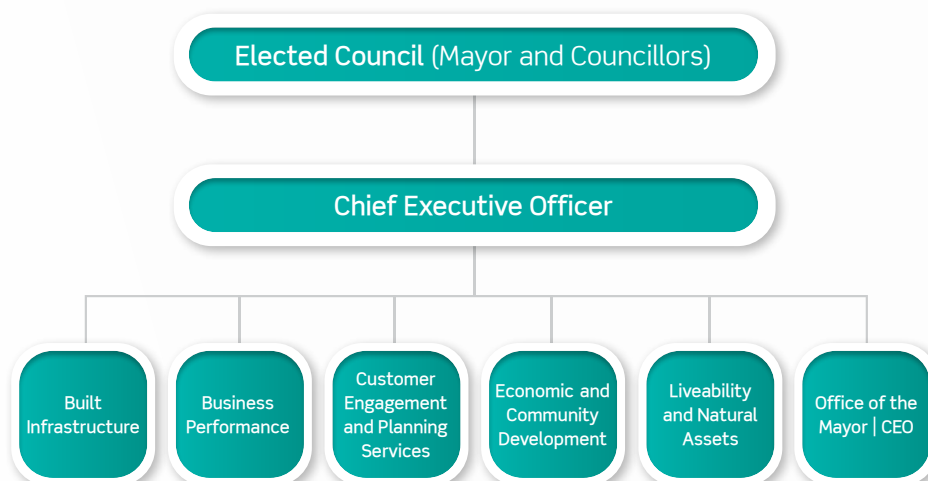 Elected Council (Mayor and Councillors)
Chief Executive Officer
Built
Infrastructure
Business
Performance
Customer
Engagement
and Planning
Services
Economic and
Community
Development
Liveability
and Natural
Assets
Office of the
Mayor | CEO